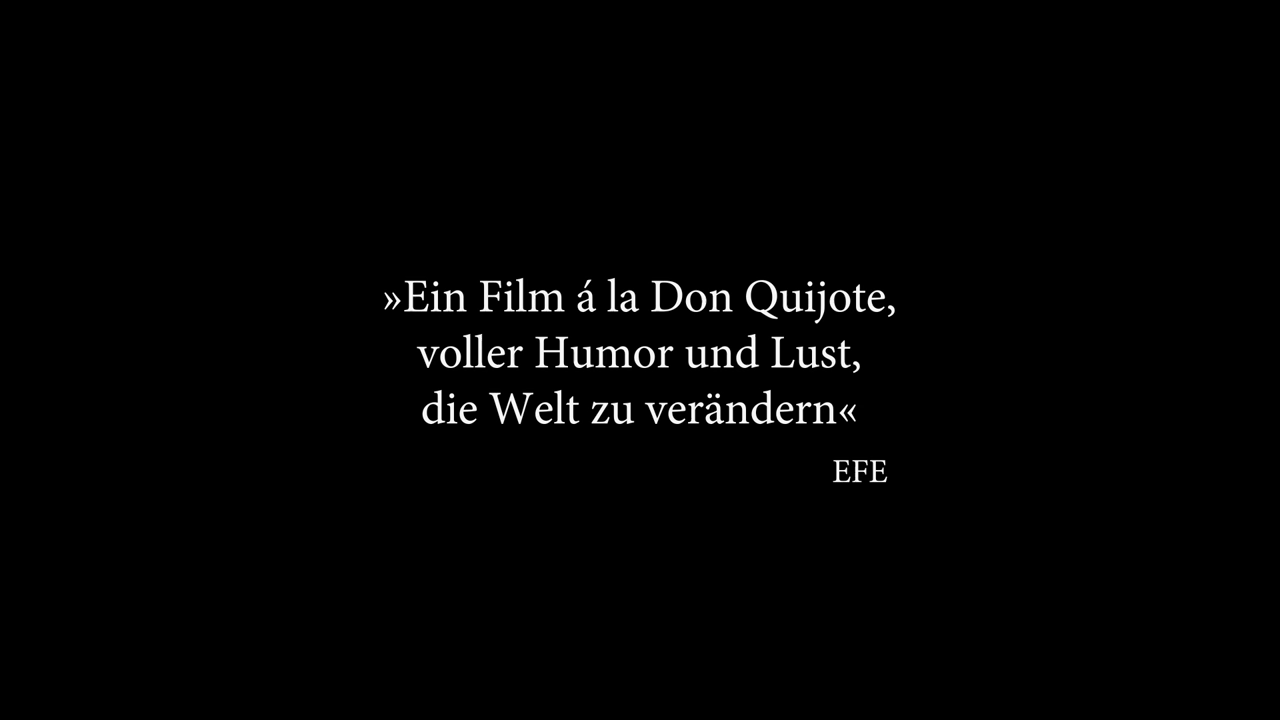 »Ein Film á la Don Quijote,
voller Humor und Lust,
die Welt zu verändern«
EFE